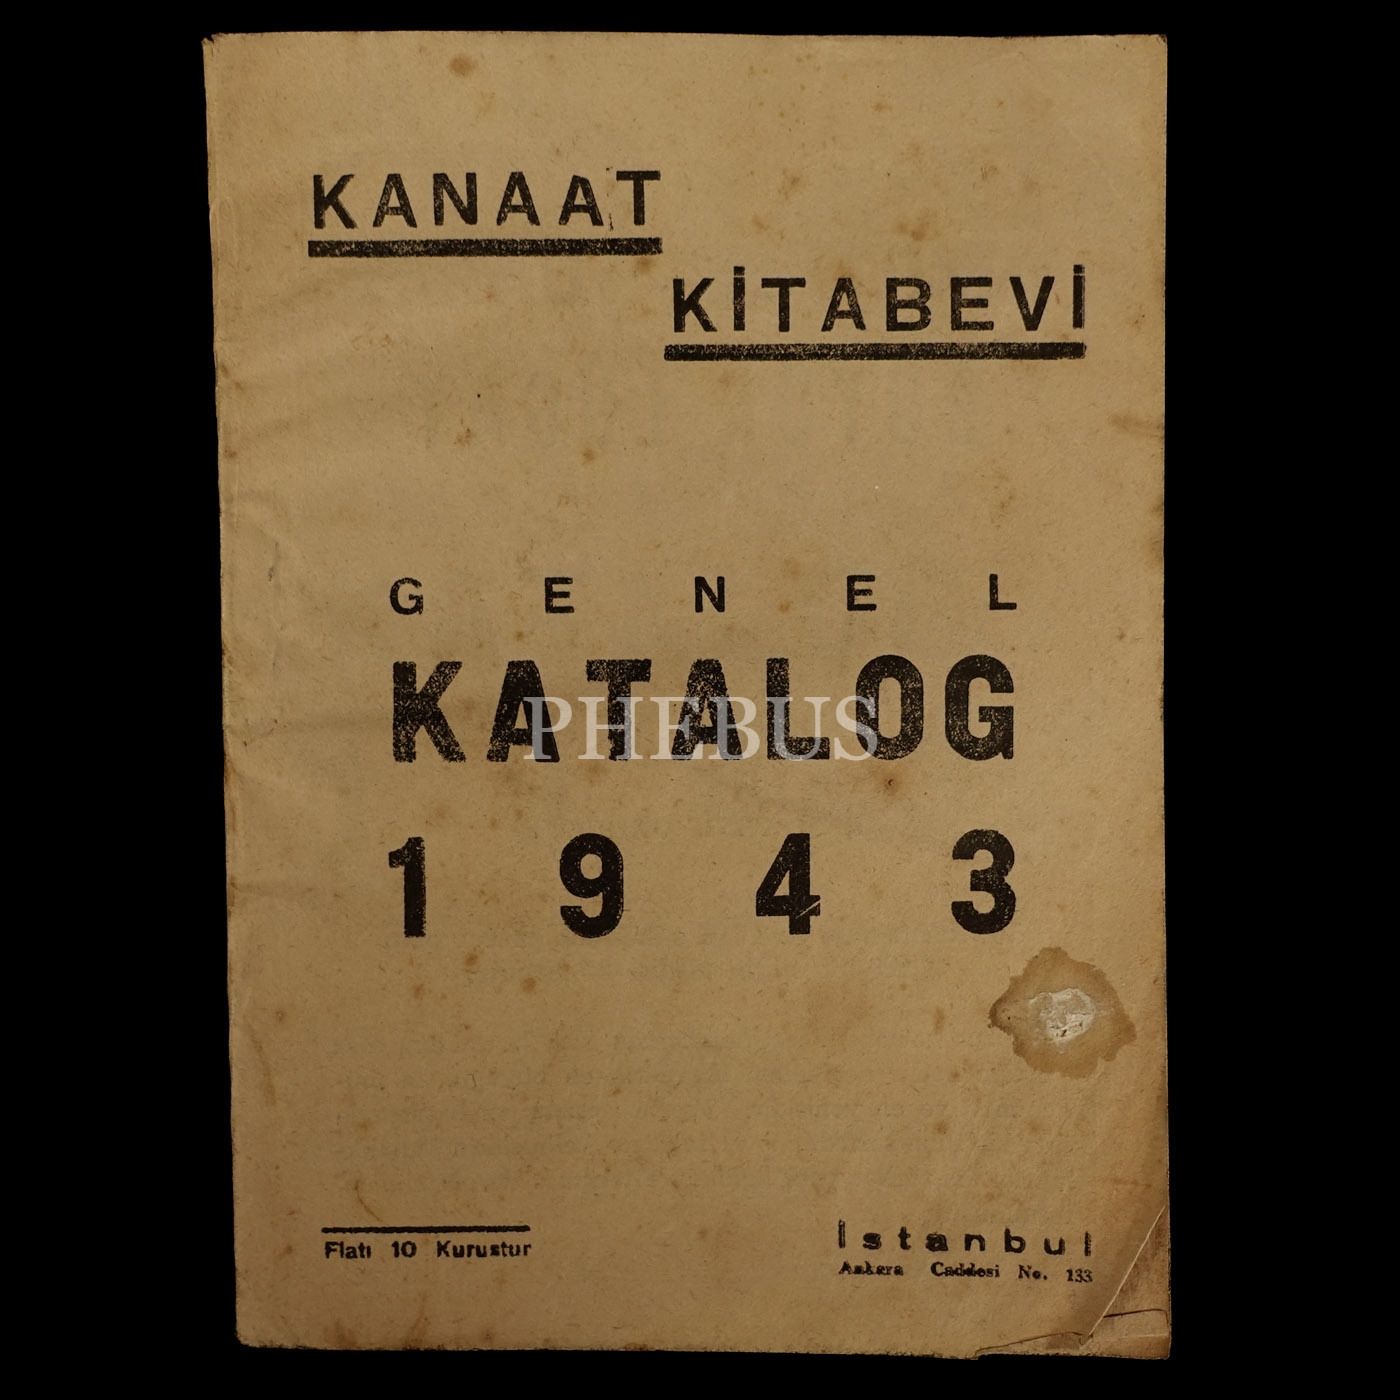 KANAAT
KİTABEVİ
GENEL
KATALOG
PHEBUS
1943
Fiatı 10 Kuruştur
İstanbul
Ankara Caddesi No. 133